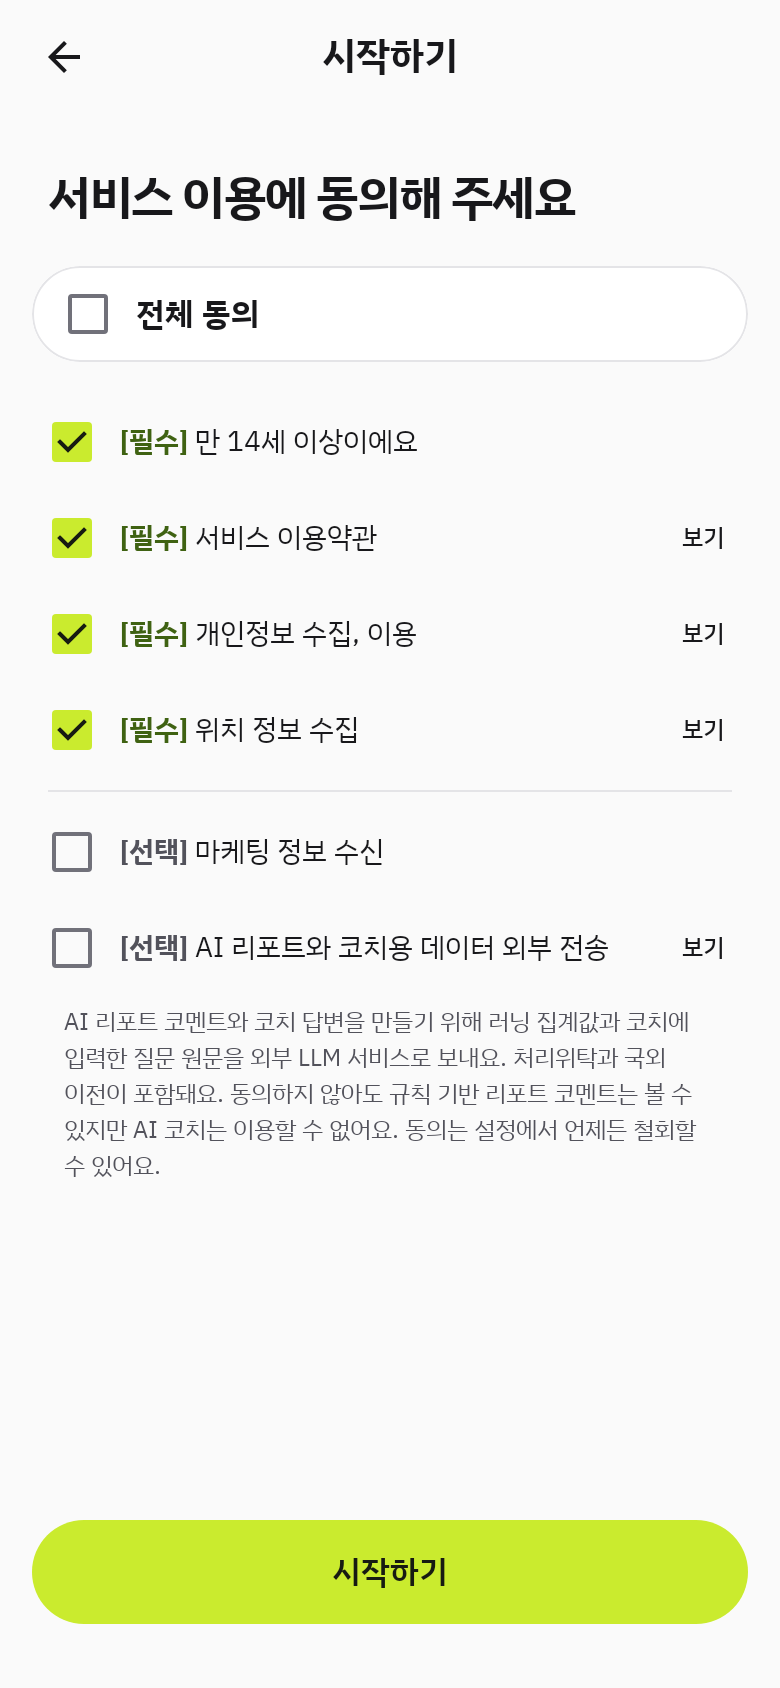 시작하기
서비스 이용에 동의해 주세요
전체 동의
[필수] 만 14세 이상이에요
[필수] 서비스 이용약관 보기
[필수] 개인정보 수집, 이용 보기
[필수] 위치 정보 수집 보기
[선택] 마케팅 정보 수신
[선택] AI 리포트와 코치용 데이터 외부 전송 보기
AI 리포트 코멘트와 코치 답변을 만들기 위해 러닝 집계값과 코치에
입력한 질문 원문을 외부 LLM 서비스로 보내요. 처리위탁과 국외
이전이 포함돼요. 동의하지 않아도 규칙 기반 리포트 코멘트는 볼 수
있지만 AI 코치는 이용할 수 없어요. 동의는 설정에서 언제든 철회할
수 있어요.
시작하기